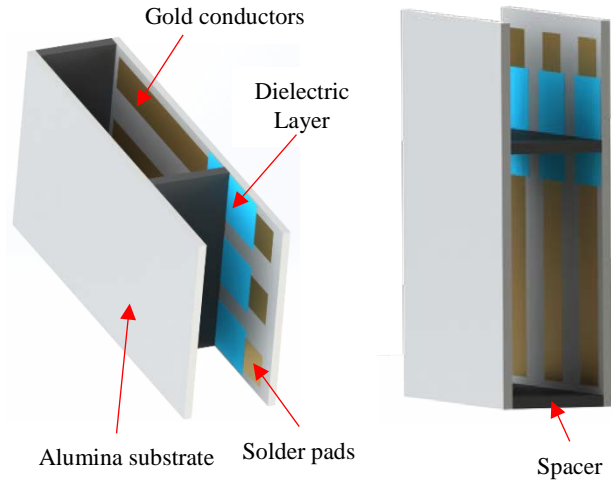 Gold conductors
Dielectric
Layer
Alumina substrate
Solder pads
Spacer